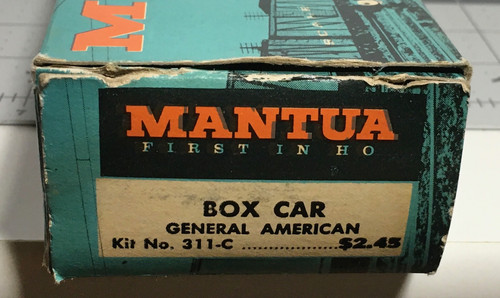 M
MANTUA
FIRST IN HO
BOX CAR
GENERAL AMERICAN
Kit No. 311-C ................$2.45